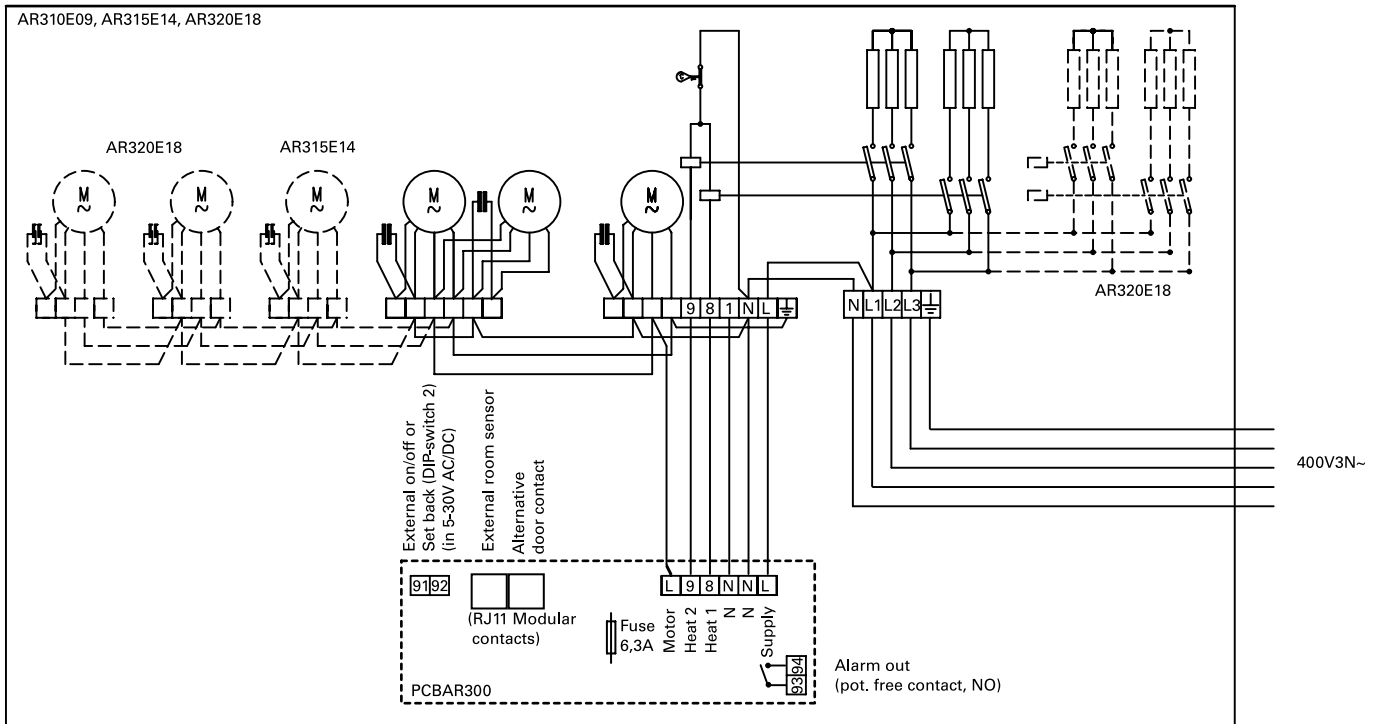 AR310E09, AR315E14, AR320E18
AR320E18
AR315E14
M
~
M
~
M
~
M
~
M
~
M
~
9 8 1 N L
N L1 L2 L3
AR320E18
400V3N~
External on/off or
Set back (DIP-switch 2)
(in 5-30V AC/DC)
External room sensor
Alternative
door contact
91 92
(RJ11 Modular
contacts)
Fuse
6,3A
L 9 8 N N L
Motor
Heat 2
Heat 1
N
N
Supply
93 94
Alarm out
(pot. free contact, NO)
PCBAR300